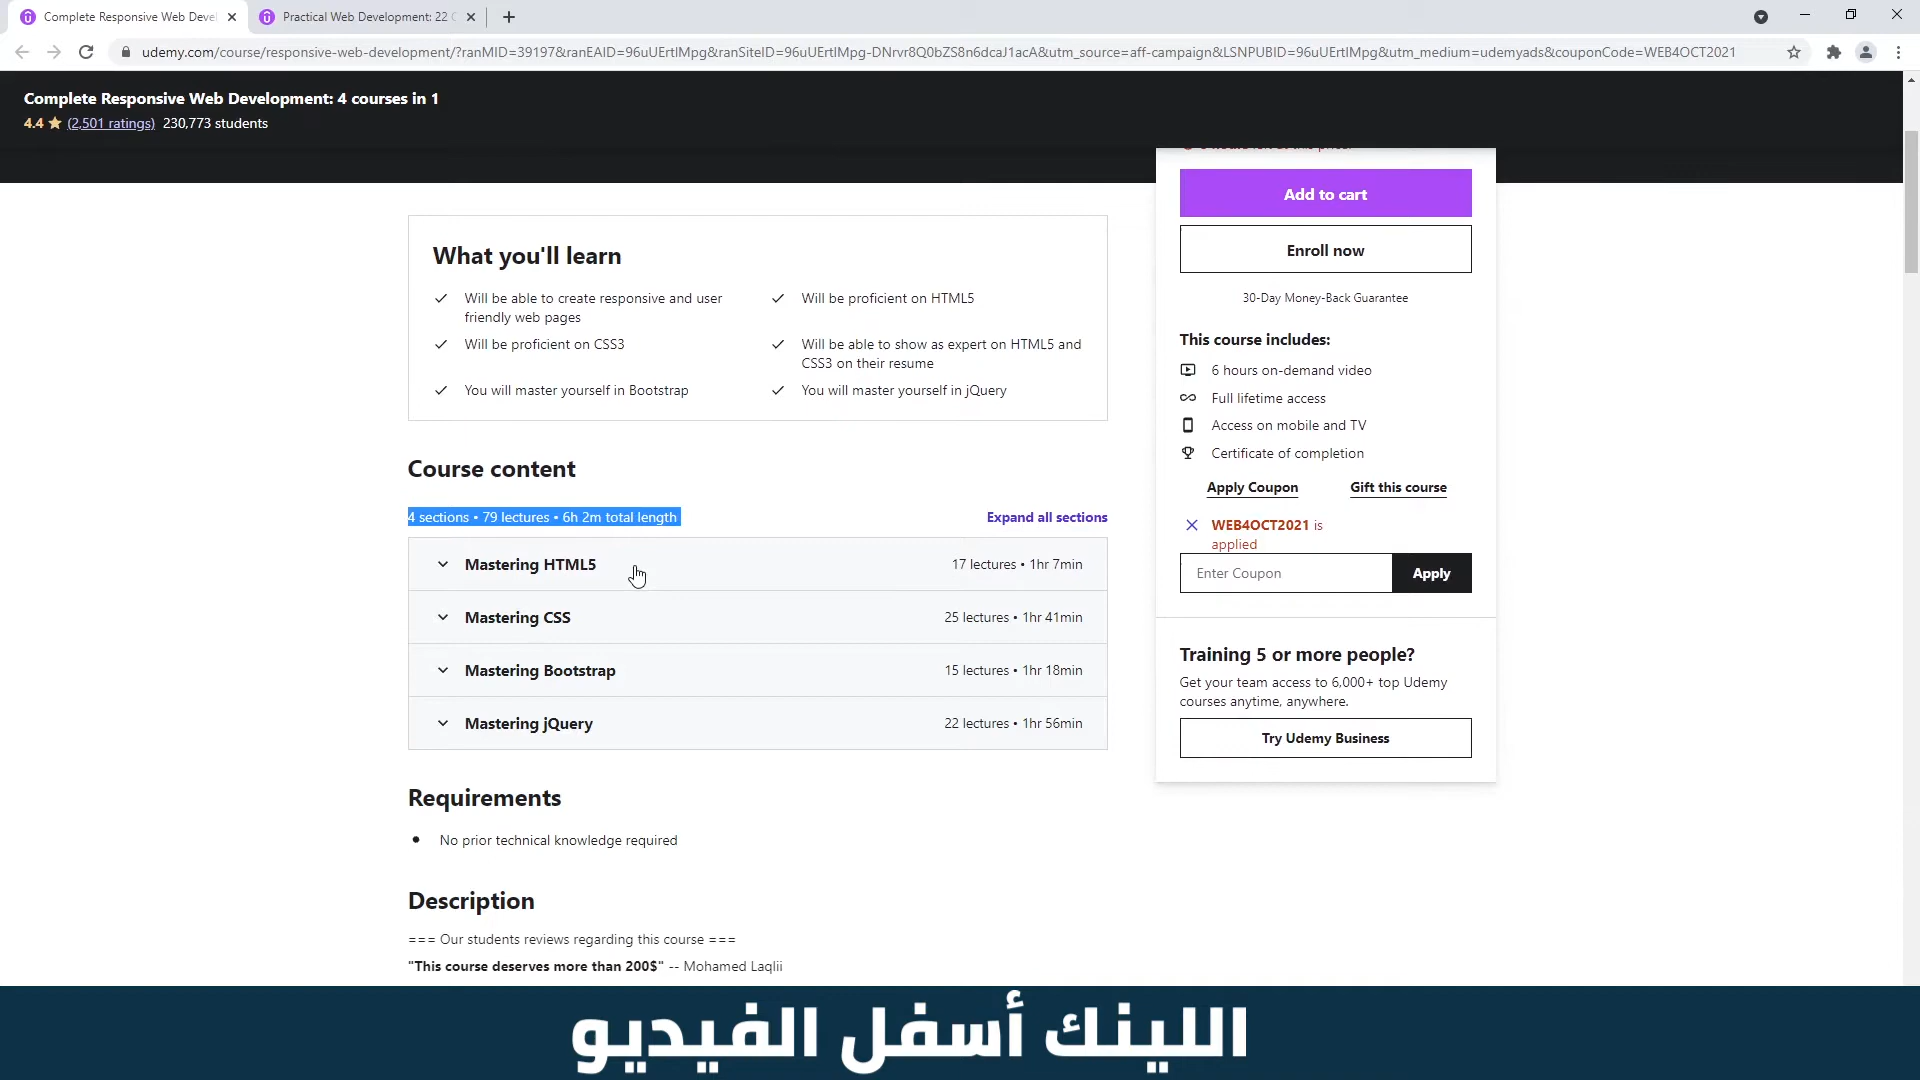 Complete Responsive Web Deve
Practical Web Development: 22 C
udemy.com/course/responsive-web-development/?ranMID=39197&ranEAID=96uUErtIMpg&ranSiteID=96uUErtIMpg-DNrvr8Q0bZS8n6dcaJ1acA&utm_source=aff-campaign&LSNPUBID=96uUErtIMpg&utm_medium=udemyads&couponCode=WEB4OCT2021
Complete Responsive Web Development: 4 courses in 1
4.4 ★ (2,501 ratings) 230,773 students
Add to cart
Enroll now
30-Day Money-Back Guarantee
This course includes:
6 hours on-demand video
Full lifetime access
Access on mobile and TV
Certificate of completion
Apply Coupon Gift this course
WEB4OCT2021 is
applied
Enter Coupon Apply
Training 5 or more people?
Get your team access to 6,000+ top Udemy
courses anytime, anywhere.
Try Udemy Business
What you'll learn
Will be able to create responsive and user
friendly web pages
Will be proficient on HTML5
Will be proficient on CSS3
Will be able to show as expert on HTML5 and
CSS3 on their resume
You will master yourself in Bootstrap
You will master yourself in jQuery
Course content
4 sections • 79 lectures • 6h 2m total length Expand all sections
Mastering HTML5 17 lectures • 1hr 7min
Mastering CSS 25 lectures • 1hr 41min
Mastering Bootstrap 15 lectures • 1hr 18min
Mastering jQuery 22 lectures • 1hr 56min
Requirements
No prior technical knowledge required
Description
=== Our students reviews regarding this course ===
"This course deserves more than 200$" -- Mohamed Laqlii
اللينك أسفل الفيديو